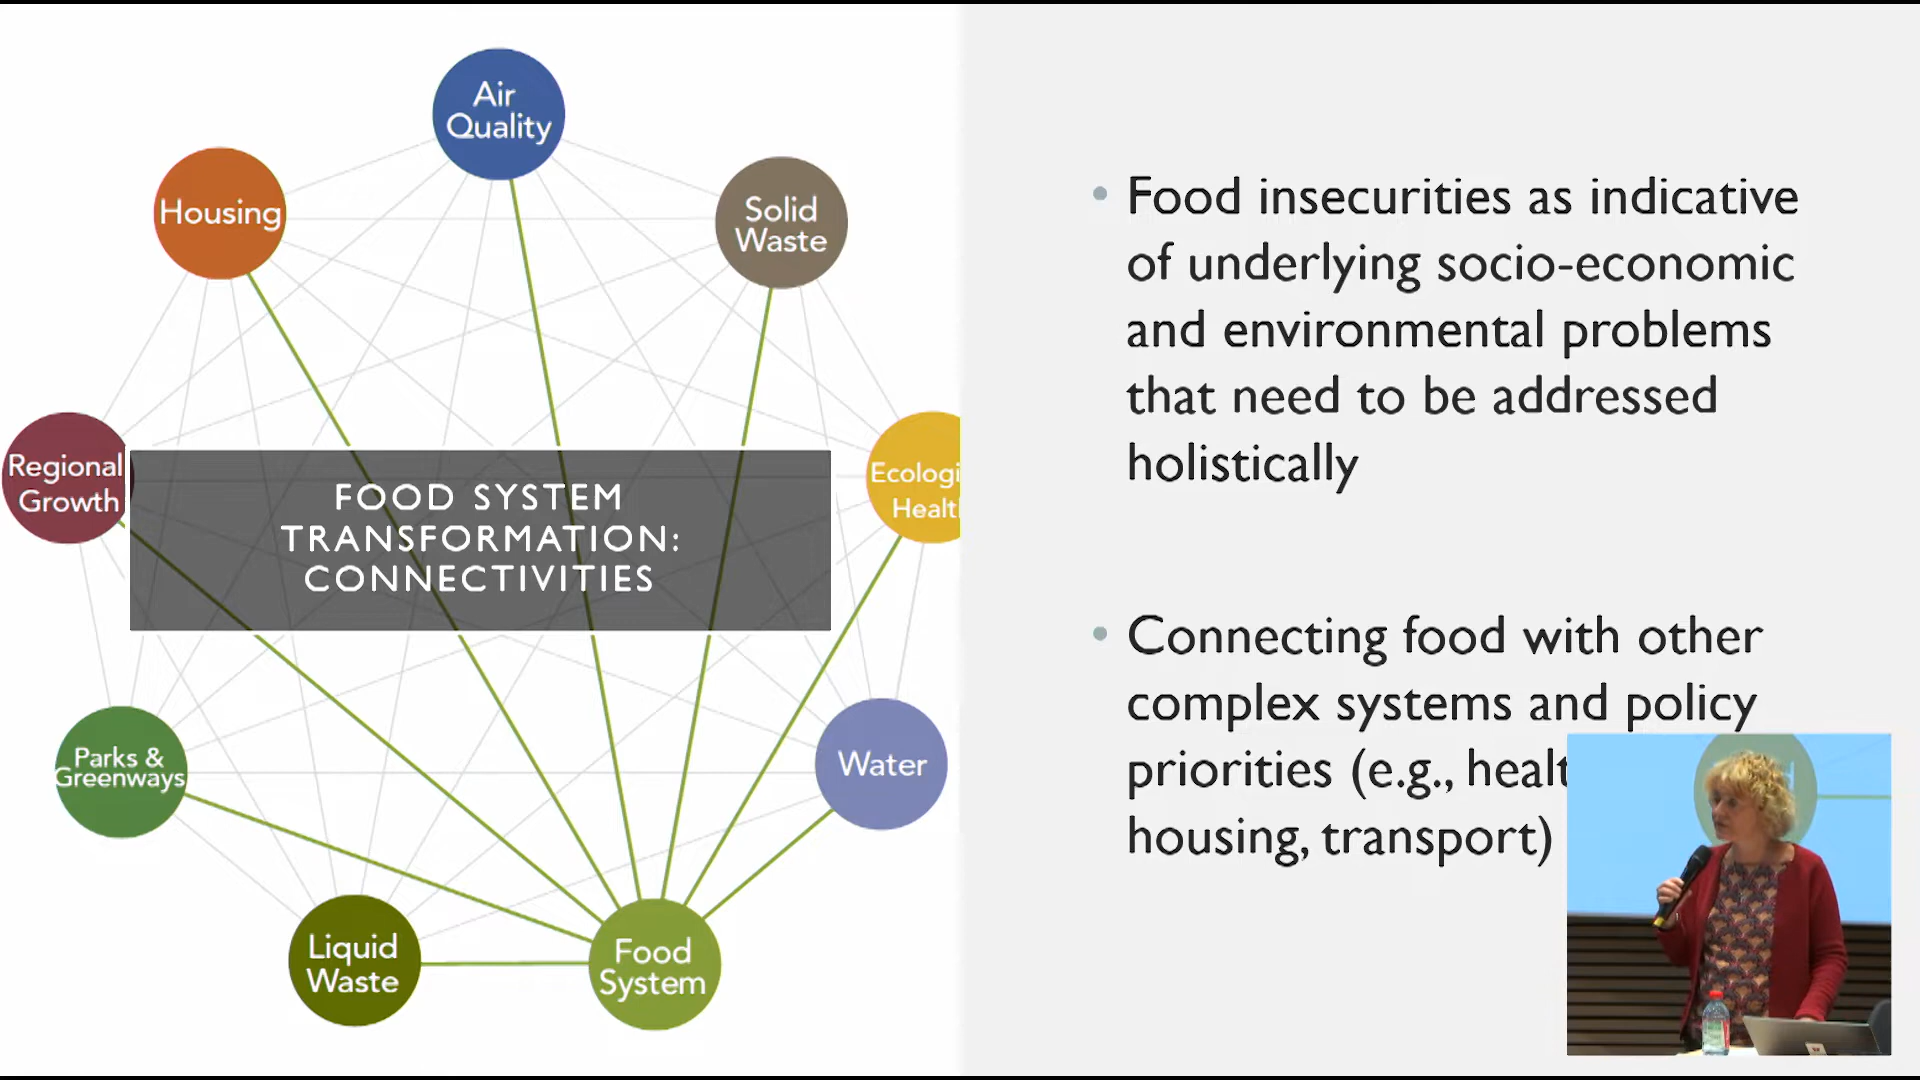 Air
Quality
Housing
Solid
Waste
Regional
Growth
FOOD SYSTEM
TRANSFORMATION:
CONNECTIVITIES
Ecologi
Healt
Parks &
Greenways
Water
Liquid
Waste
Food
System
• Food insecurities as indicative
of underlying socio-economic
and environmental problems
that need to be addressed
holistically
• Connecting food with other
complex systems and policy
priorities (e.g., healt
housing, transport)